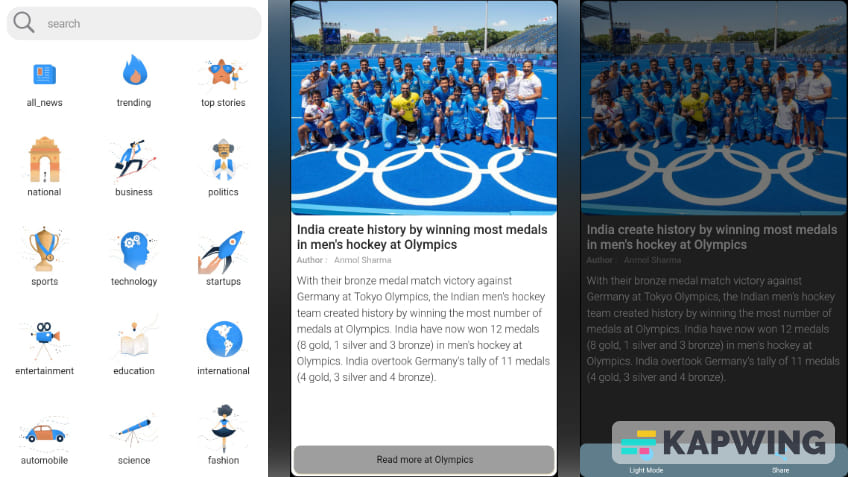 search
all_news
trending
top stories
national
business
politics
sports
technology
startups
entertainment
education
international
automobile
science
fashion
India create history by winning most medals
in men's hockey at Olympics
Author : Anmol Sharma
With their bronze medal match victory against
Germany at Tokyo Olympics, the Indian men's hockey
team created history by winning the most number of
medals at Olympics. India have now won 12 medals
(8 gold, 1 silver and 3 bronze) in men's hockey at
Olympics. India overtook Germany's tally of 11 medals
(4 gold, 3 silver and 4 bronze).
Read more at Olympics
India create history by winning most medals
in men's hockey at Olympics
Author : Anmol Sharma
With their bronze medal match victory against
Germany at Tokyo Olympics, the Indian men's hockey
team created history by winning the most number of
medals at Olympics. India have now won 12 medals
(8 gold, 1 silver and 3 bronze) in men's hockey at
Olympics. India overtook Germany's tally of 11 medals
(4 gold, 3 silver and 4 bronze).
KAPWING
Light Mode
Share